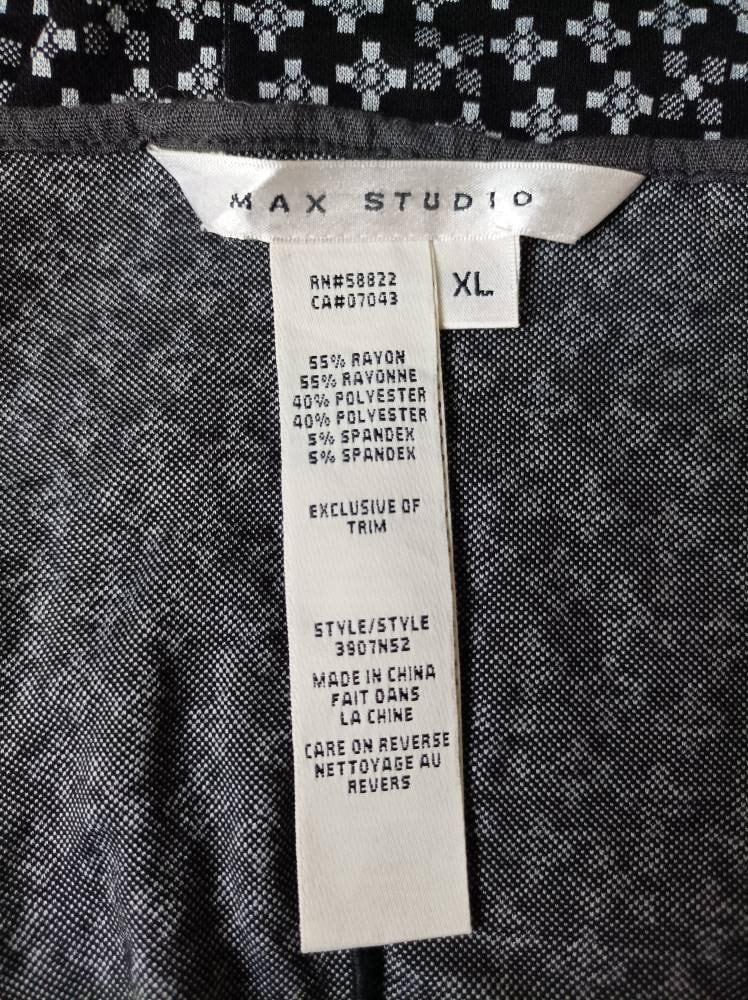 MAX STUDIO
XL
RN#58822
CA#07043
55% RAYON
55% RAYONNE
40% POLYESTER
40% POLYESTER
5% SPANDEX
5% SPANDEX
EXCLUSIVE OF
TRIM
STYLE/STYLE
3907N52
MADE IN CHINA
FAIT DANS
LA CHINE
CARE ON REVERSE
NETTOYAGE AU
REVERS